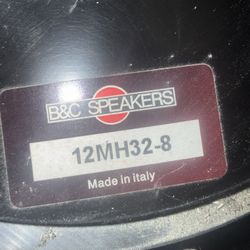 B&C SPEAKERS
12MH32-8
Made in italy